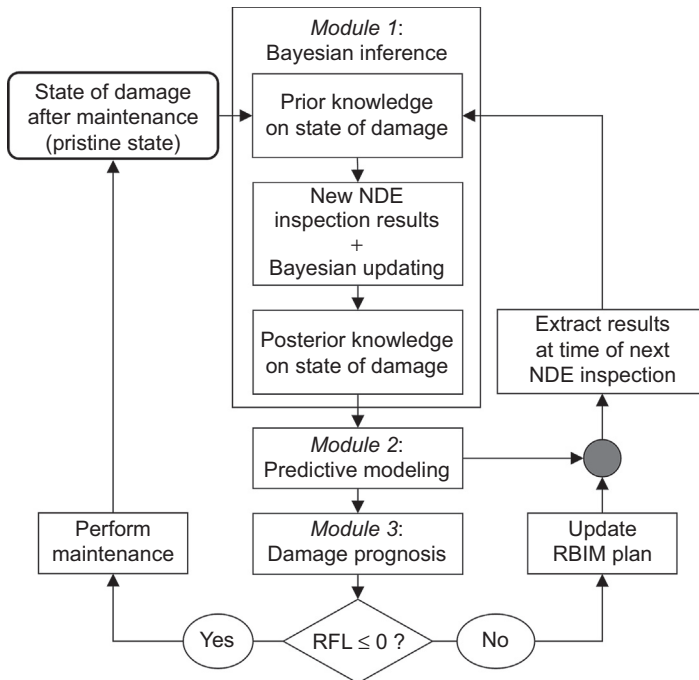 Module 1:
Bayesian inference
State of damage
after maintenance
(pristine state)
Prior knowledge
on state of damage
New NDE
inspection results
+
Bayesian updating
Posterior knowledge
on state of damage
Extract results
at time of next
NDE inspection
Module 2:
Predictive modeling
Perform
maintenance
Module 3:
Damage prognosis
Update
RBIM plan
Yes
RFL ≤ 0 ?
No